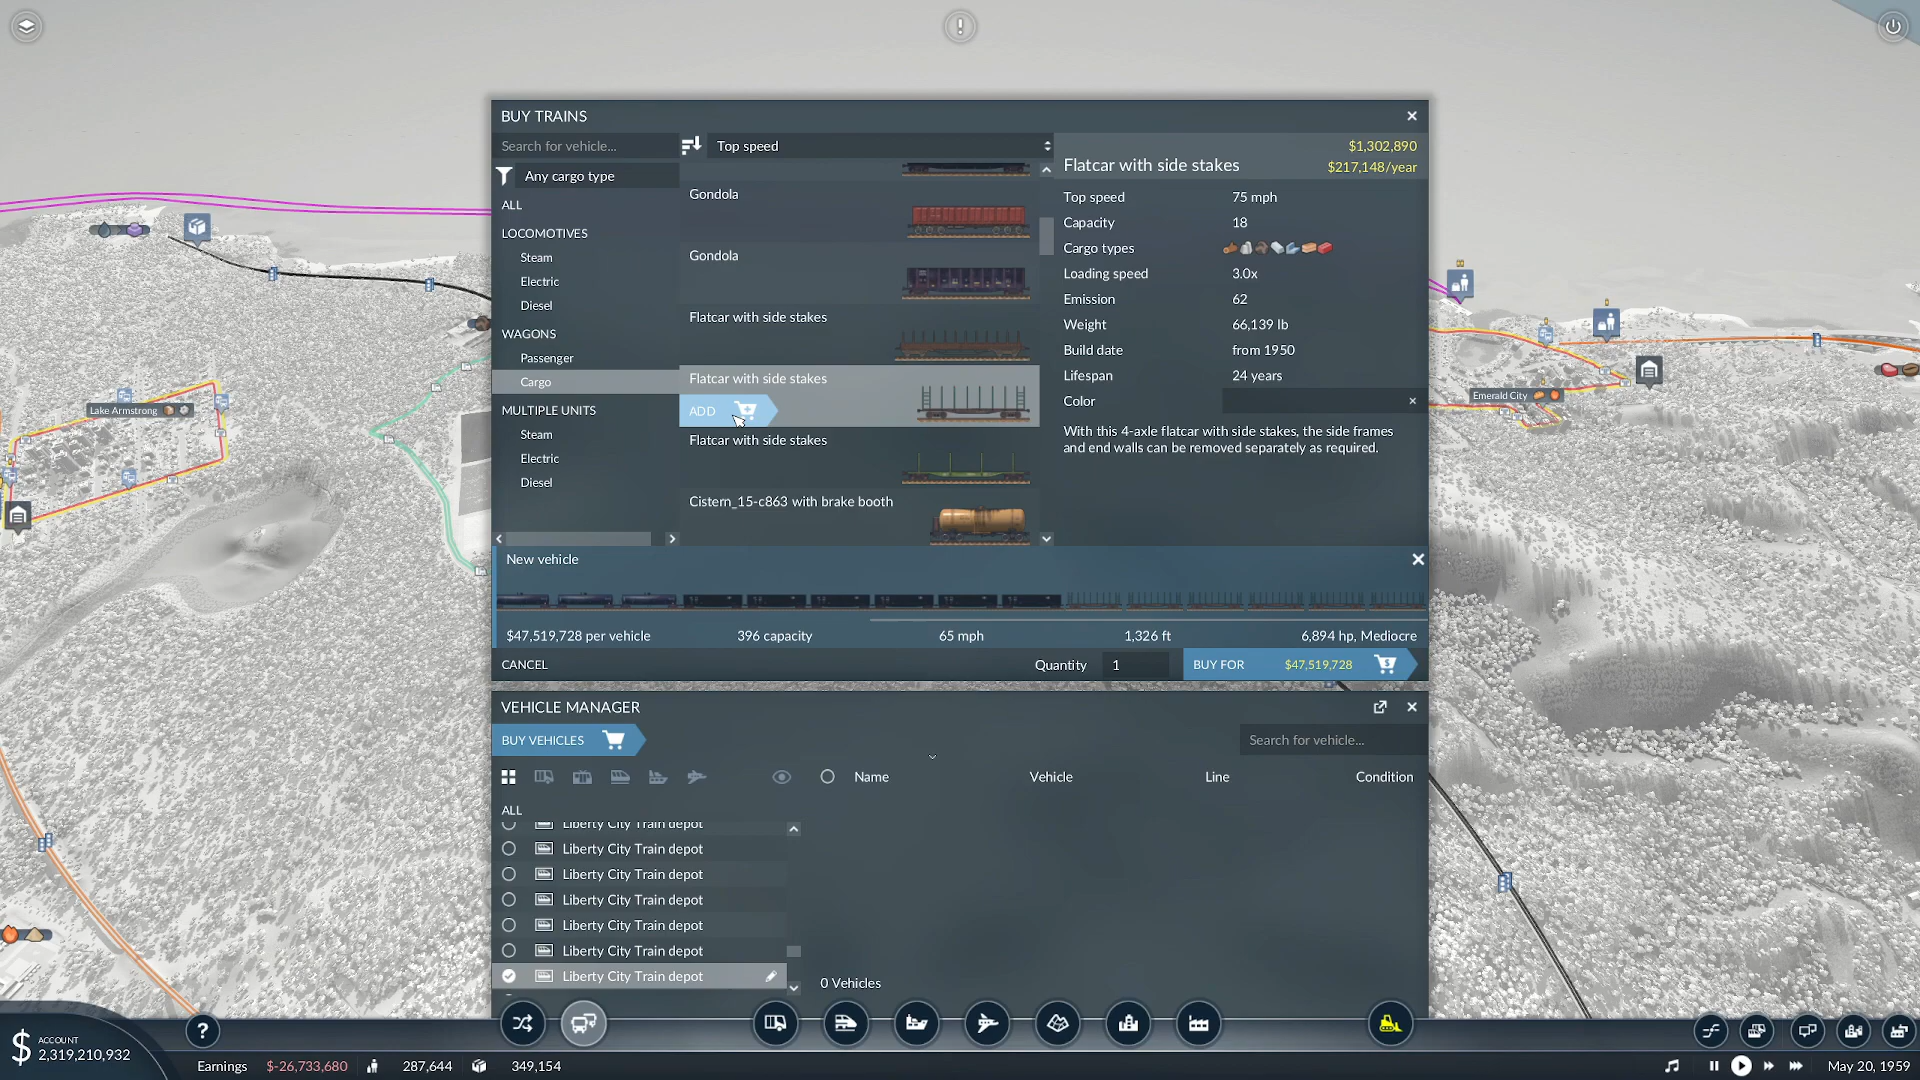 BUY TRAINS
Search for vehicle...
Top speed
Any cargo type
ALL
LOCOMOTIVES
Steam
Electric
Diesel
WAGONS
Passenger
Cargo
MULTIPLE UNITS
Steam
Electric
Diesel
Gondola
Gondola
Flatcar with side stakes
Flatcar with side stakes
ADD
Flatcar with side stakes
Cistern_15-c863 with brake booth
$1,302,890
Flatcar with side stakes
$217,148/year
Top speed 75 mph
Capacity 18
Cargo types
Loading speed 3.0x
Emission 62
Weight 66,139 lb
Build date from 1950
Lifespan 24 years
Color
With this 4-axle flatcar with side stakes, the side frames
and end walls can be removed separately as required.
New vehicle
$47,519,728 per vehicle 396 capacity 65 mph 1,326 ft 6,894 hp, Mediocre
CANCEL Quantity 1 BUY FOR $47,519,728
VEHICLE MANAGER
BUY VEHICLES
Search for vehicle...
Name Vehicle Line Condition
ALL
Liberty City Train depot
Liberty City Train depot
Liberty City Train depot
Liberty City Train depot
Liberty City Train depot
Liberty City Train depot
Liberty City Train depot
0 Vehicles
Lake Armstrong
Emerald City
ACCOUNT
$ 2,319,210,932
?
Earnings $-26,733,680 287,644 349,154
May 20, 1959